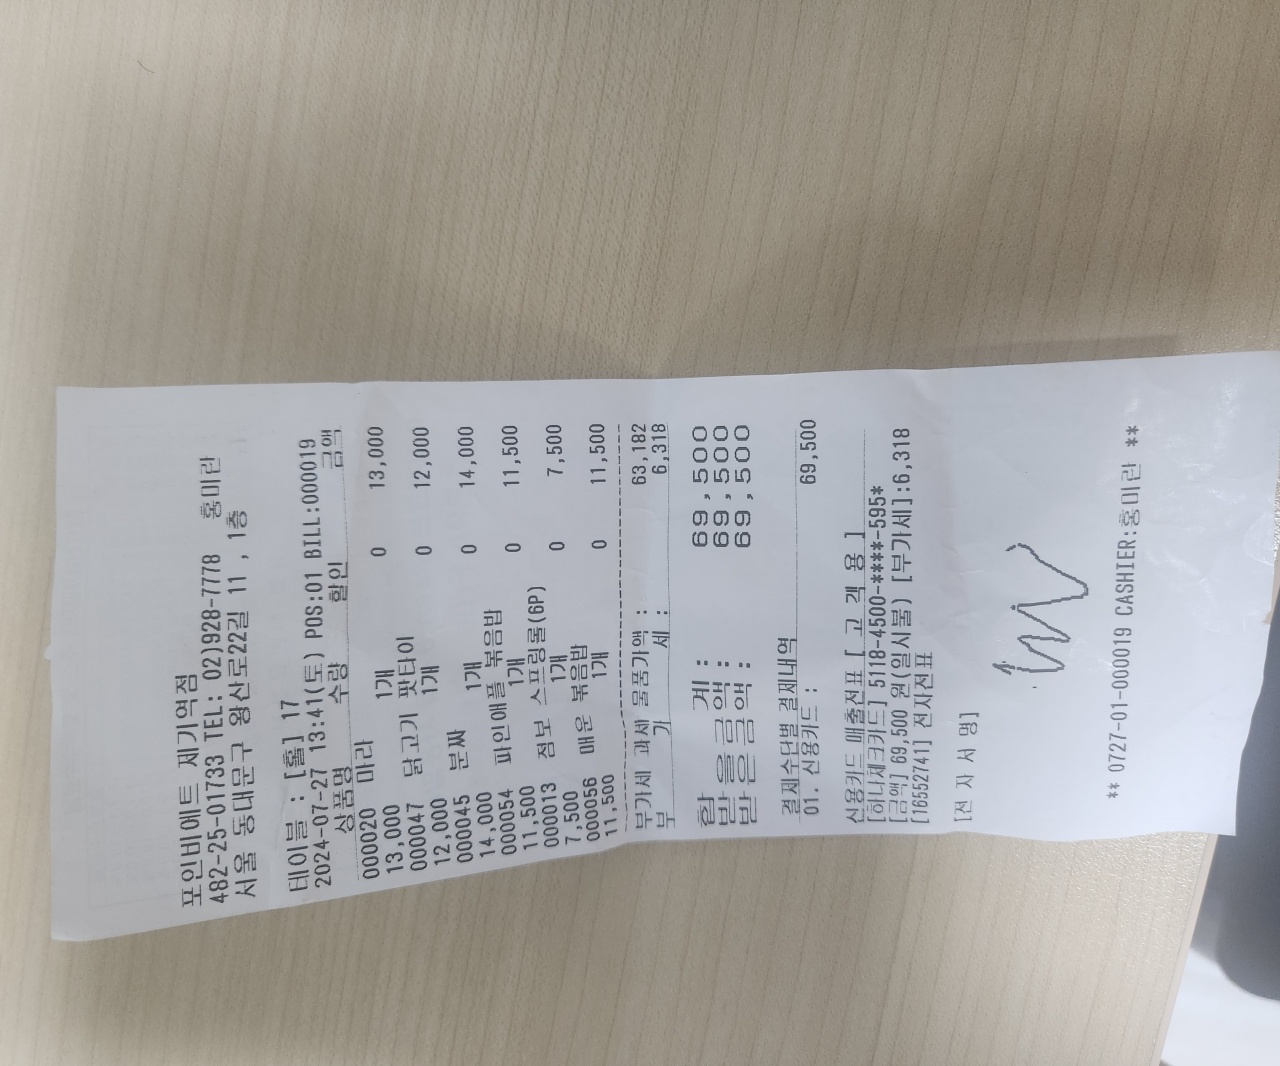 포인비에트 제기역점
482-25-01733 TEL: 02)928-7778 홍미란
서울 동대문구 왕산로22길 11 , 1층
테이블 : [홀] 17
2024-07-27 13:41(토) POS:01 BILL:000019
상품명 수량 할인 금액
000020 마라
13,000 1개 0 13,000
000047 닭고기 팟타이
12,000 1개 0 12,000
000045 분짜
14,000 1개 0 14,000
000054 파인애플 볶음밥
11,500 1개 0 11,500
000013 점보 스프링롤(6P)
7,500 1개 0 7,500
000056 매운 볶음밥
11,500 1개 0 11,500
부가세 과세 물품가액 : 63,182
부 가 세 : 6,318
합 계 : 69,500
받을금액 : 69,500
받은금액 : 69,500
결제수단별 결제내역
01. 신용카드 : 69,500
신용카드 매출전표 [ 고 객 용 ]
[하나체크카드] 5118-4500-****-595*
[금액] 69,500 원(일시불) [부가세]:6,318
[16552741] 전자전표
[전 자 서 명]
** 0727-01-000019 CASHIER:홍미란 **